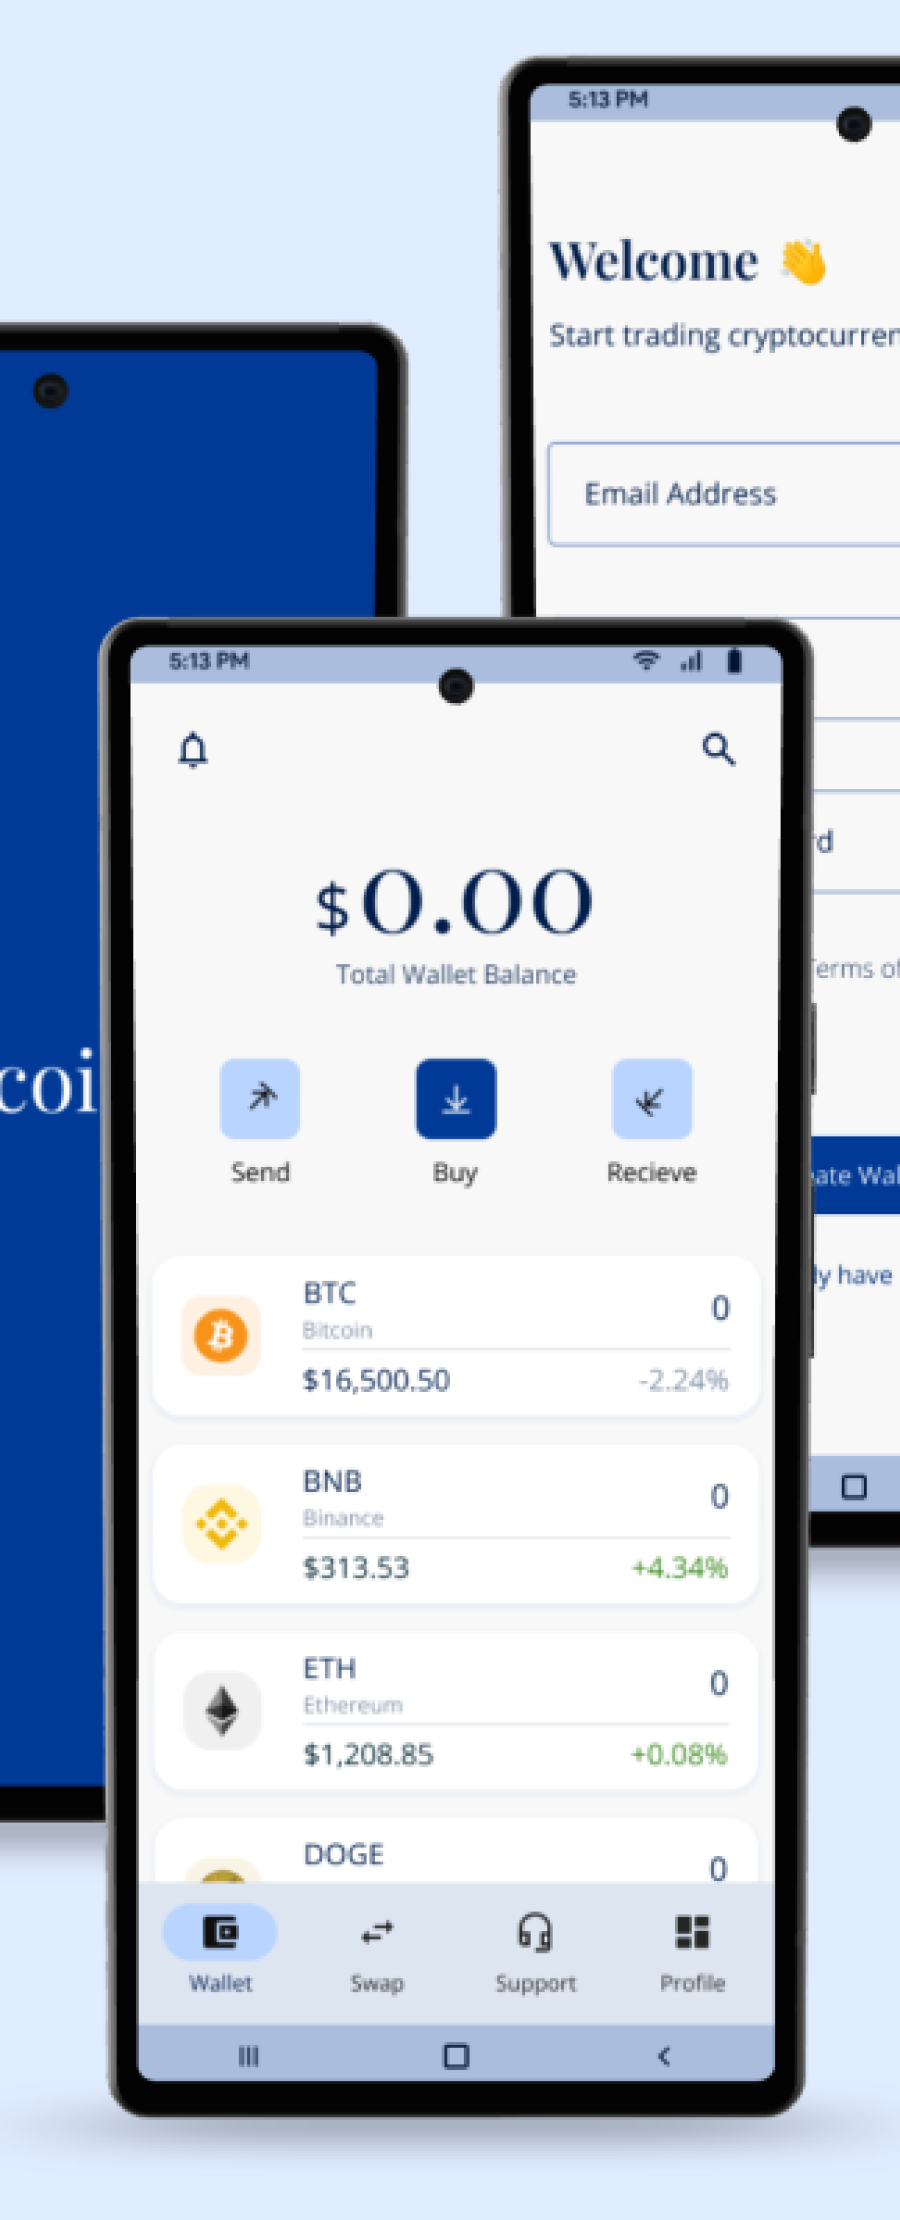 5:13 PM
Welcome 👋
Start trading cryptocurren
Email Address
rd
Terms of
eate Wal
ly have
coi
5:13 PM
$0.00
Total Wallet Balance
Send
Buy
Recieve
BTC
0
Bitcoin
$16,500.50
-2.24%
BNB
0
Binance
$313.53
+4.34%
ETH
0
Ethereum
$1,208.85
+0.08%
DOGE
0
Wallet
Swap
Support
Profile